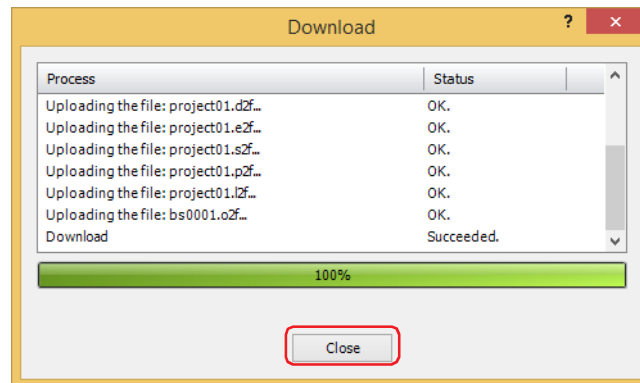 Download
?
Process Status
Uploading the file: project01.d2f... OK.
Uploading the file: project01.e2f... OK.
Uploading the file: project01.s2f... OK.
Uploading the file: project01.p2f... OK.
Uploading the file: project01.l2f... OK.
Uploading the file: bs0001.o2f... OK.
Download Succeeded.
100%
Close